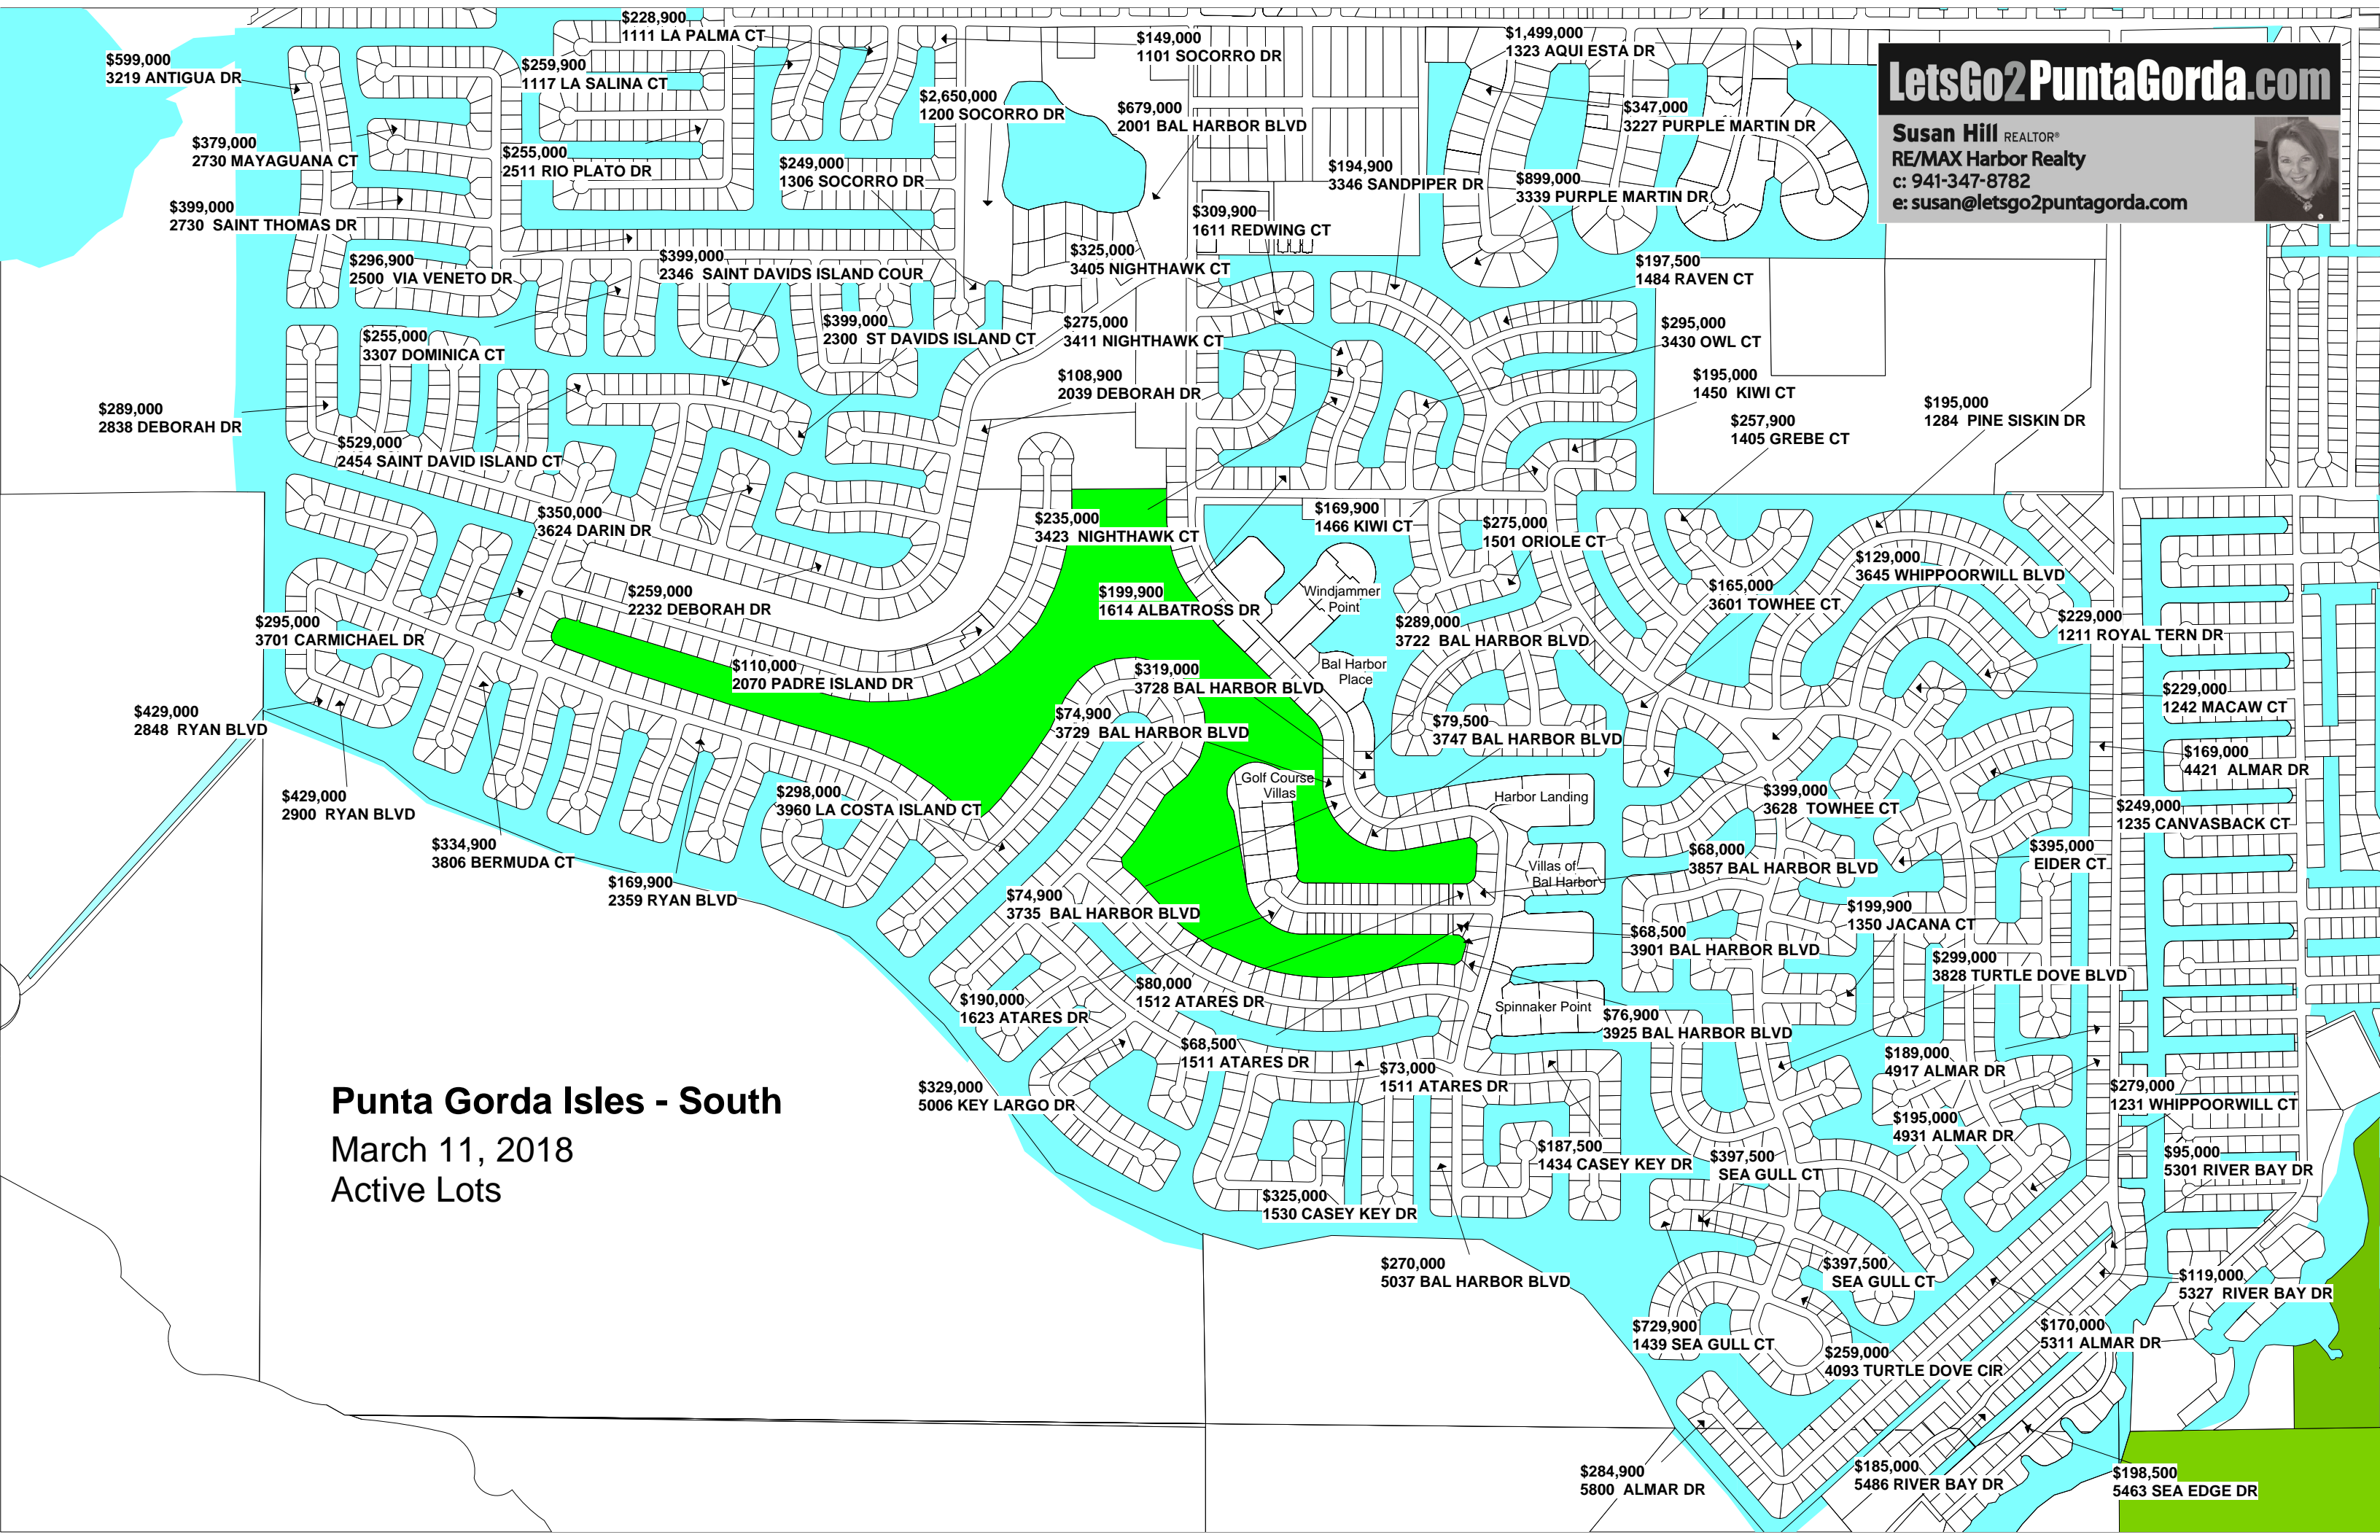 $228,900
1111 LA PALMA CT
$149,000
1101 SOCORRO DR
$1,499,000
1323 AQUI ESTA DR
$599,000
3219 ANTIGUA DR
$259,900
1117 LA SALINA CT
$2,650,000
1200 SOCORRO DR
$679,000
2001 BAL HARBOR BLVD
$347,000
3227 PURPLE MARTIN DR
LetsGo2PuntaGorda.com
Susan Hill REALTOR®
RE/MAX Harbor Realty
c: 941-347-8782
e: susan@letsgo2puntagorda.com
$379,000
2730 MAYAGUANA CT
$255,000
2511 RIO PLATO DR
$249,000
1306 SOCORRO DR
$194,900
3346 SANDPIPER DR
$899,000
3339 PURPLE MARTIN DR
$399,000
2730  SAINT THOMAS DR
$309,900
1611 REDWING CT
$296,900
2500  VIA VENETO DR
$399,000
2346  SAINT DAVIDS ISLAND COUR
$325,000
3405 NIGHTHAWK CT
$197,500
1484 RAVEN CT
$255,000
3307 DOMINICA CT
$399,000
2300  ST DAVIDS ISLAND CT
$275,000
3411 NIGHTHAWK CT
$295,000
3430 OWL CT
$289,000
2838 DEBORAH DR
$108,900
2039 DEBORAH DR
$195,000
1450  KIWI CT
$257,900
1405 GREBE CT
$195,000
1284  PINE SISKIN DR
$529,000
2454 SAINT DAVID ISLAND CT
$350,000
3624 DARIN DR
$235,000
3423  NIGHTHAWK CT
$169,900
1466 KIWI CT
$275,000
1501 ORIOLE CT
$129,000
3645 WHIPPOORWILL BLVD
$259,000
2232 DEBORAH DR
$199,900
1614 ALBATROSS DR
Windjammer
Point
$165,000
3601 TOWHEE CT
$295,000
3701 CARMICHAEL DR
$289,000
3722  BAL HARBOR BLVD
$229,000
1211 ROYAL TERN DR
$110,000
2070 PADRE ISLAND DR
$319,000
3728 BAL HARBOR BLVD
Bal Harbor
Place
$229,000
1242 MACAW CT
$429,000
2848  RYAN BLVD
$74,900
3729  BAL HARBOR BLVD
$79,500
3747 BAL HARBOR BLVD
$169,000
4421  ALMAR DR
$429,000
2900  RYAN BLVD
$298,000
3960 LA COSTA ISLAND CT
Golf Course
Villas
Harbor Landing
$399,000
3628  TOWHEE CT
$249,000
1235 CANVASBACK CT
$334,900
3806 BERMUDA CT
$68,000
3857 BAL HARBOR BLVD
$395,000
EIDER CT
$169,900
2359 RYAN BLVD
$74,900
3735  BAL HARBOR BLVD
Villas of
Bal Harbor
$199,900
1350 JACANA CT
$68,500
3901 BAL HARBOR BLVD
$299,000
3828 TURTLE DOVE BLVD
$190,000
1623 ATARES DR
$80,000
1512 ATARES DR
Spinnaker Point
$76,900
3925 BAL HARBOR BLVD
$68,500
1511 ATARES DR
$73,000
1511 ATARES DR
$189,000
4917 ALMAR DR
$329,000
5006 KEY LARGO DR
$279,000
1231 WHIPPOORWILL CT
Punta Gorda Isles - South
March 11, 2018
Active Lots
$195,000
4931 ALMAR DR
$187,500
1434 CASEY KEY DR
$397,500
SEA GULL CT
$95,000
5301 RIVER BAY DR
$325,000
1530 CASEY KEY DR
$270,000
5037 BAL HARBOR BLVD
$397,500
SEA GULL CT
$119,000
5327  RIVER BAY DR
$729,900
1439 SEA GULL CT
$170,000
5311 ALMAR DR
$259,000
4093 TURTLE DOVE CIR
$284,900
5800  ALMAR DR
$185,000
5486 RIVER BAY DR
$198,500
5463 SEA EDGE DR